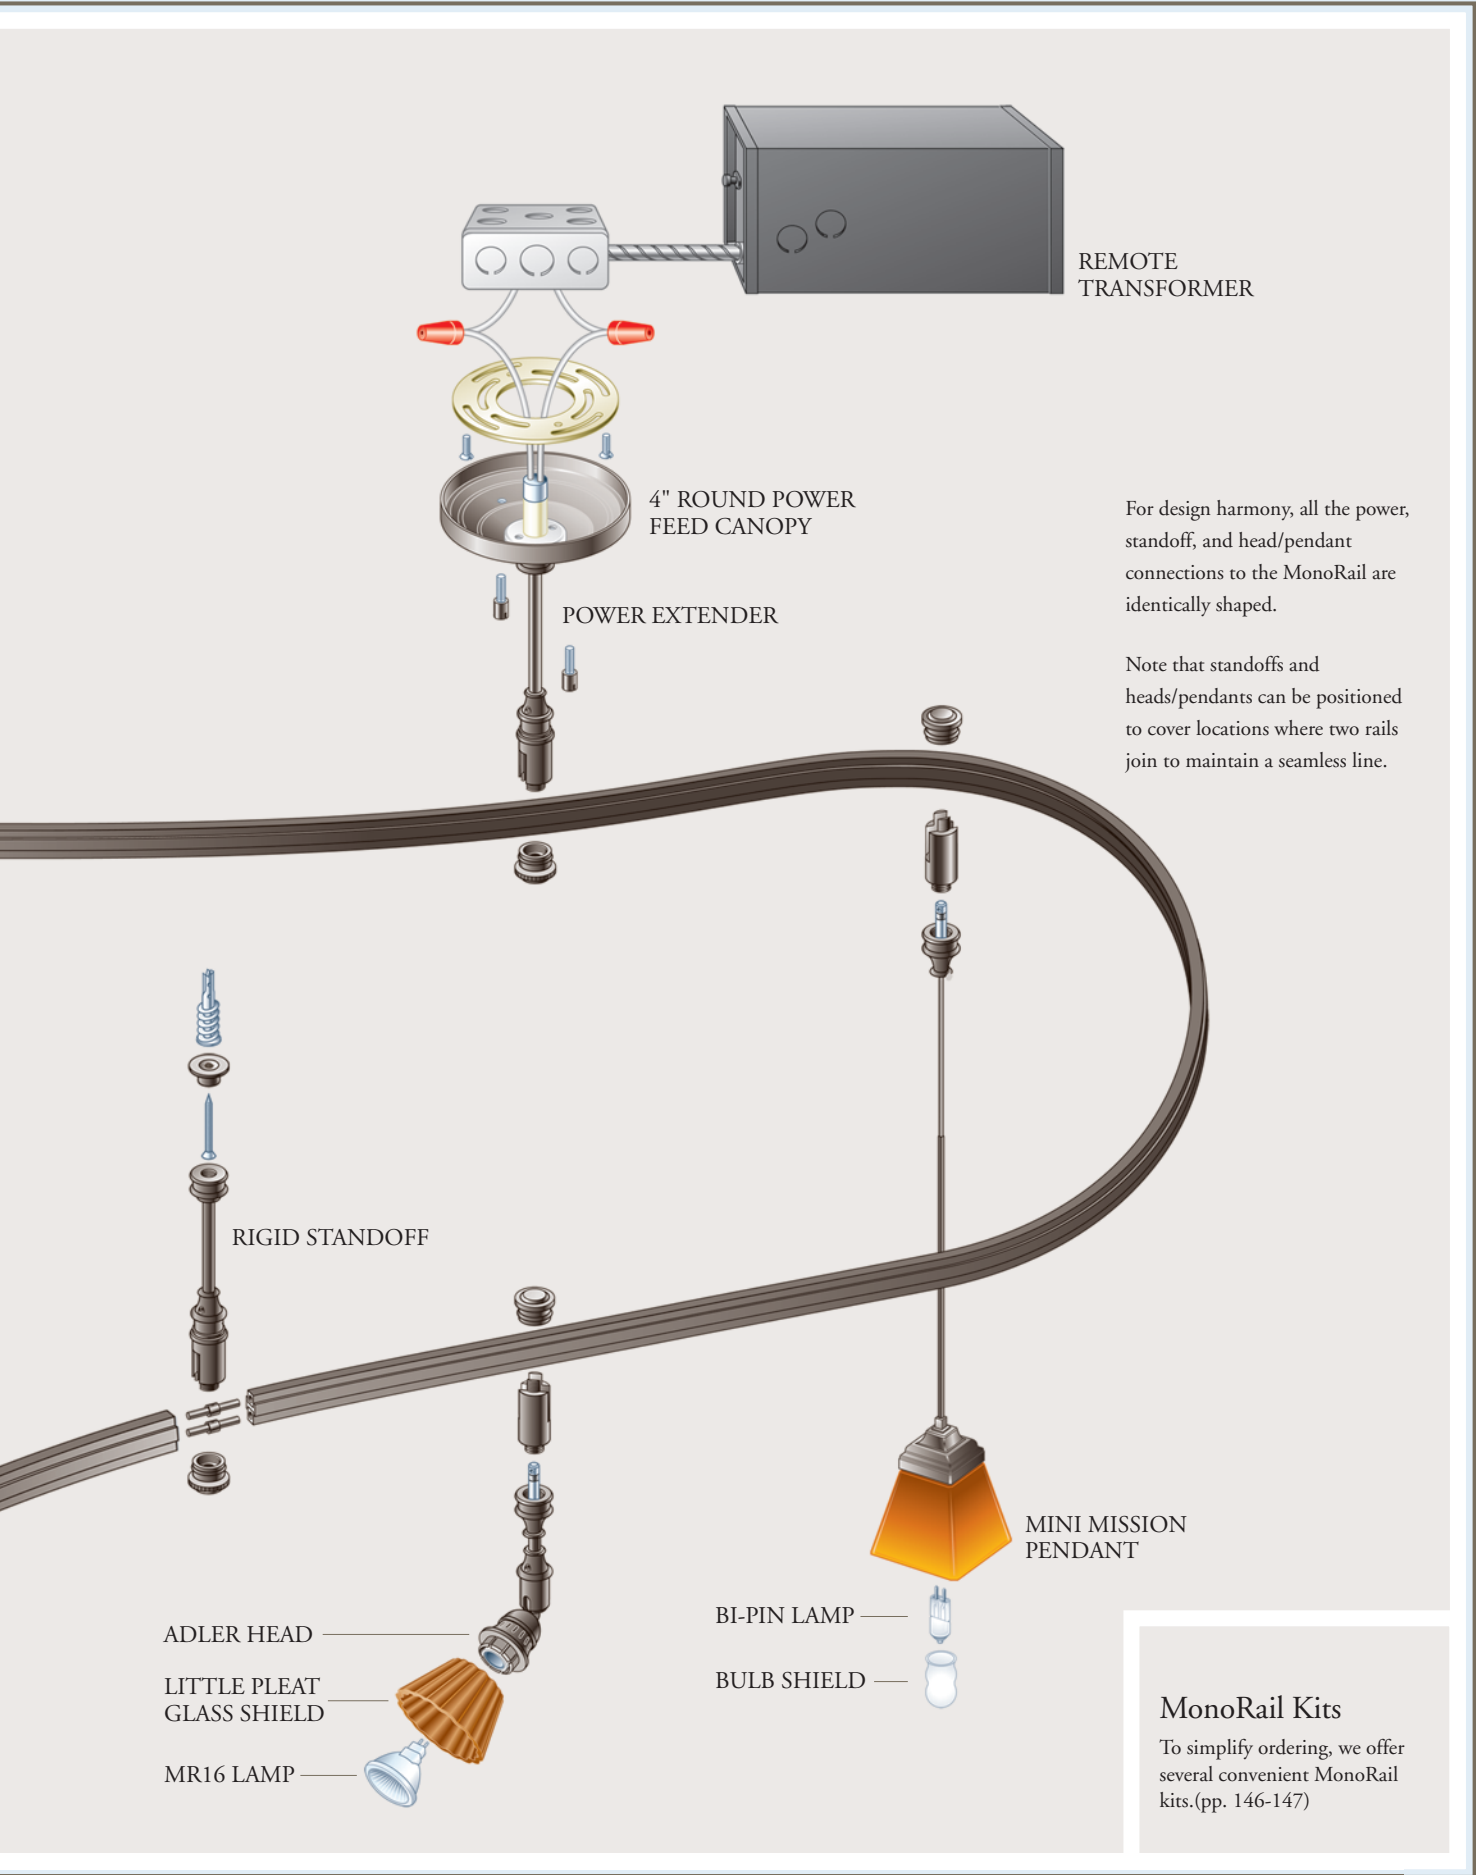 REMOTE
TRANSFORMER
4" ROUND POWER
FEED CANOPY
For design harmony, all the power,
standoff, and head/pendant
connections to the MonoRail are
identically shaped.
POWER EXTENDER
Note that standoffs and
heads/pendants can be positioned
to cover locations where two rails
join to maintain a seamless line.
RIGID STANDOFF
MINI MISSION
PENDANT
BI-PIN LAMP
BULB SHIELD
ADLER HEAD
LITTLE PLEAT
GLASS SHIELD
MR16 LAMP
MonoRail Kits
To simplify ordering, we offer
several convenient MonoRail
kits.(pp. 146-147)